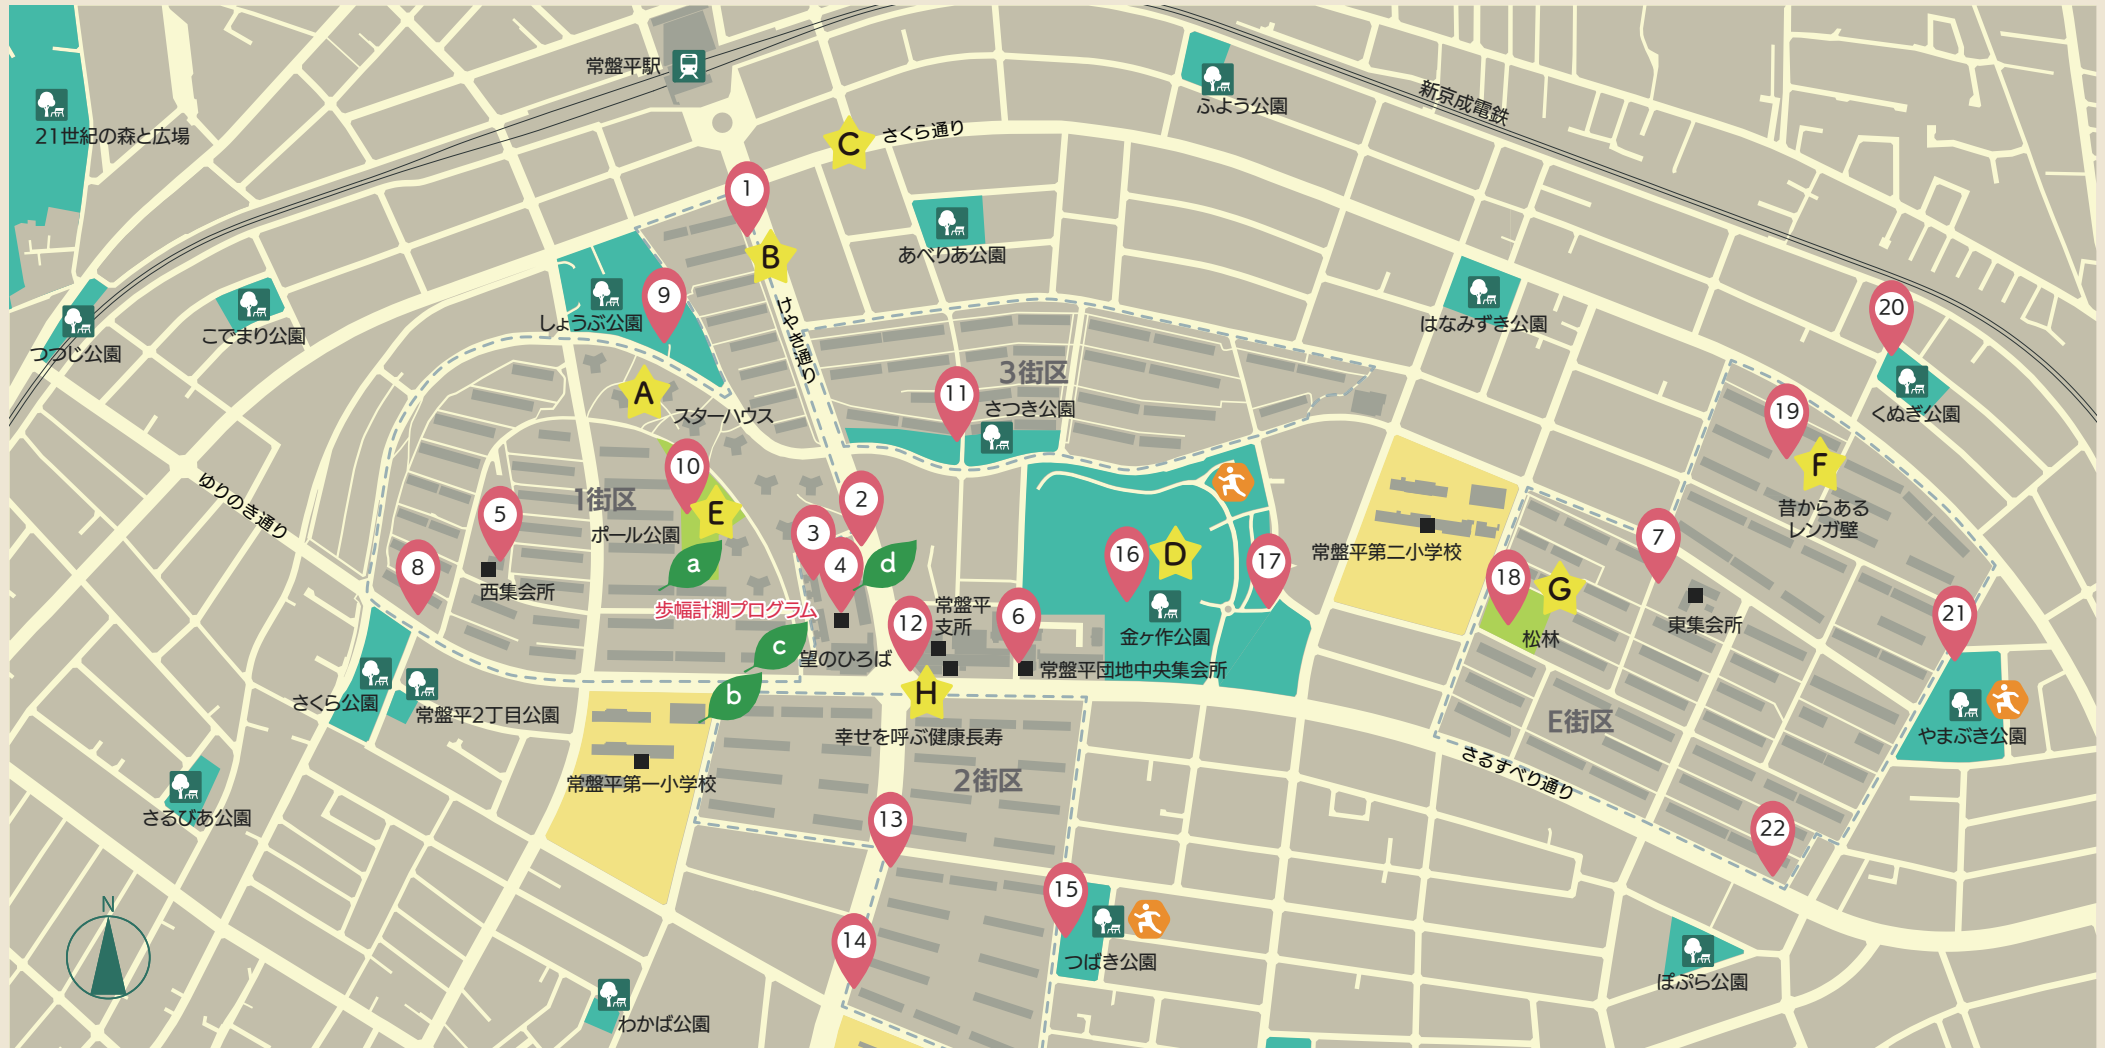 常盤平駅
新京成電鉄
21世紀の森と広場
ふよう公園
C
さくら通り
1
B
あべりあ公園
けやき通り
つつじ公園
こでまり公園
しょうぶ公園
9
はなみずき公園
20
くぬぎ公園
A
スターハウス
3街区
11
さつき公園
19
F
昔からある
レンガ壁
ゆりのき通り
1街区
10
E
ポール公園
5
西集会所
8
a
歩幅計測プログラム
2
3
4
d
望のひろば
c
b
12
常盤平
支所
6
常盤平団地中央集会所
H
幸せを呼ぶ健康長寿
16
D
金ヶ作公園
17
常盤平第二小学校
18
G
松林
7
東集会所
21
やまぶき公園
E街区
さるすべり通り
22
さくら公園
常盤平2丁目公園
さるびあ公園
常盤平第一小学校
2街区
13
14
15
つばき公園
わかば公園
ぽぷら公園
N